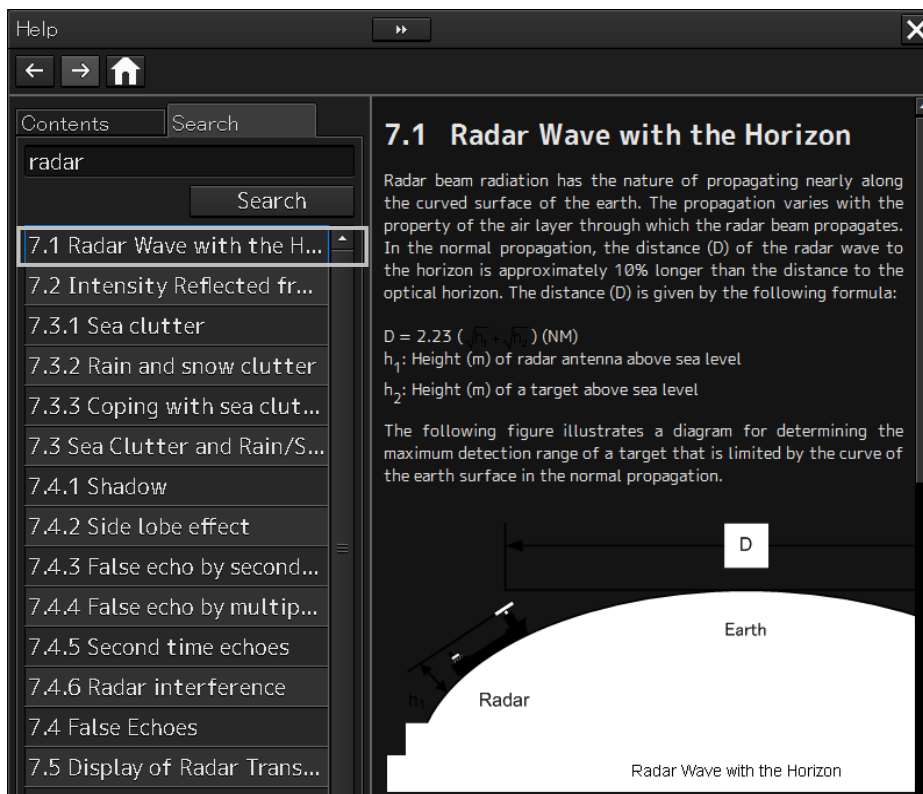 Help
Contents
Search
radar
Search
7.1 Radar Wave with the H...
7.2 Intensity Reflected fr...
7.3.1 Sea clutter
7.3.2 Rain and snow clutter
7.3.3 Coping with sea clut...
7.3 Sea Clutter and Rain/S...
7.4.1 Shadow
7.4.2 Side lobe effect
7.4.3 False echo by second...
7.4.4 False echo by multip...
7.4.5 Second time echoes
7.4.6 Radar interference
7.4 False Echoes
7.5 Display of Radar Trans...
7.1 Radar Wave with the Horizon
Radar beam radiation has the nature of propagating nearly along
the curved surface of the earth. The propagation varies with the
property of the air layer through which the radar beam propagates.
In the normal propagation, the distance (D) of the radar wave to
the horizon is approximately 10% longer than the distance to the
optical horizon. The distance (D) is given by the following formula:
D = 2.23 (√h₁ + √h₂) (NM)
h₁: Height (m) of radar antenna above sea level
h₂: Height (m) of a target above sea level
The following figure illustrates a diagram for determining the
maximum detection range of a target that is limited by the curve of
the earth surface in the normal propagation.
D
Earth
h₁
Radar
Radar Wave with the Horizon